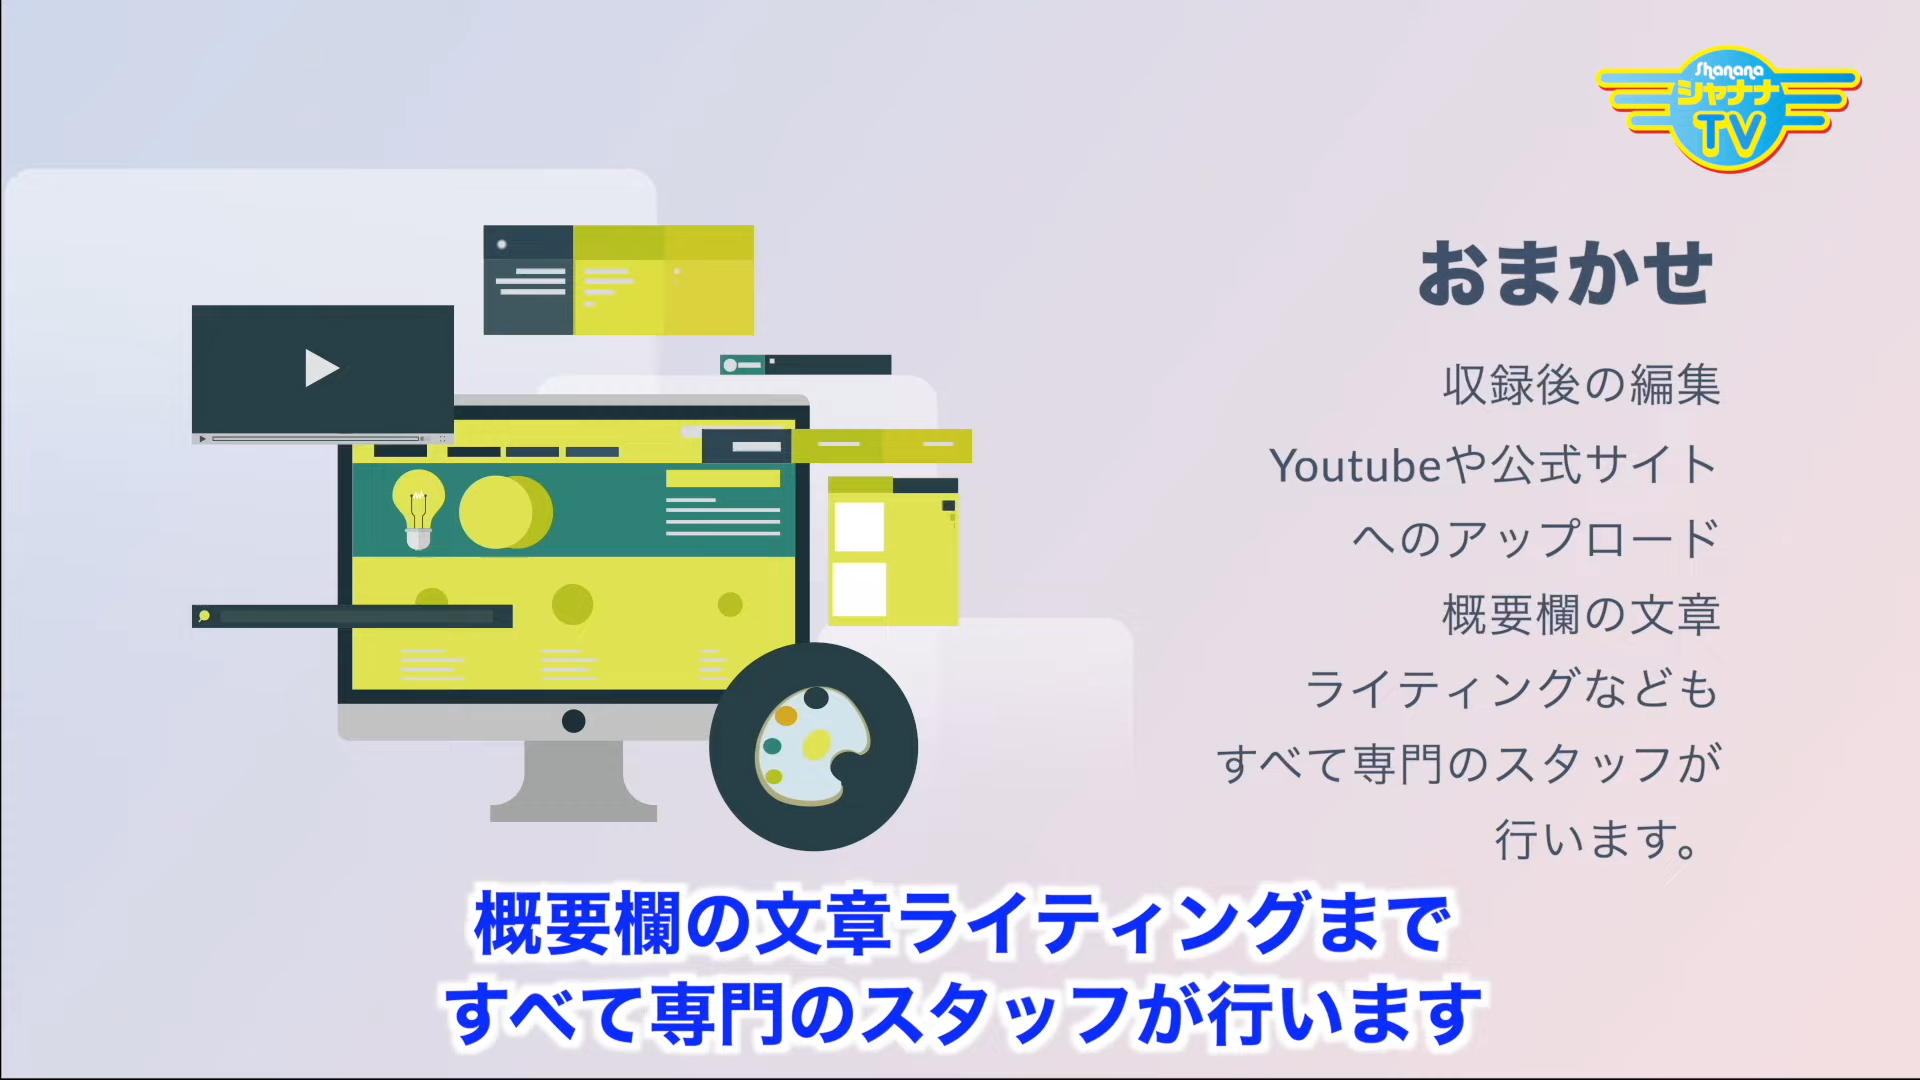 Shanana
シャナナ
TV
おまかせ
収録後の編集
Youtubeや公式サイト
へのアップロード
概要欄の文章
ライティングなども
すべて専門のスタッフが
行います。
概要欄の文章ライティングまで
すべて専門のスタッフが行います